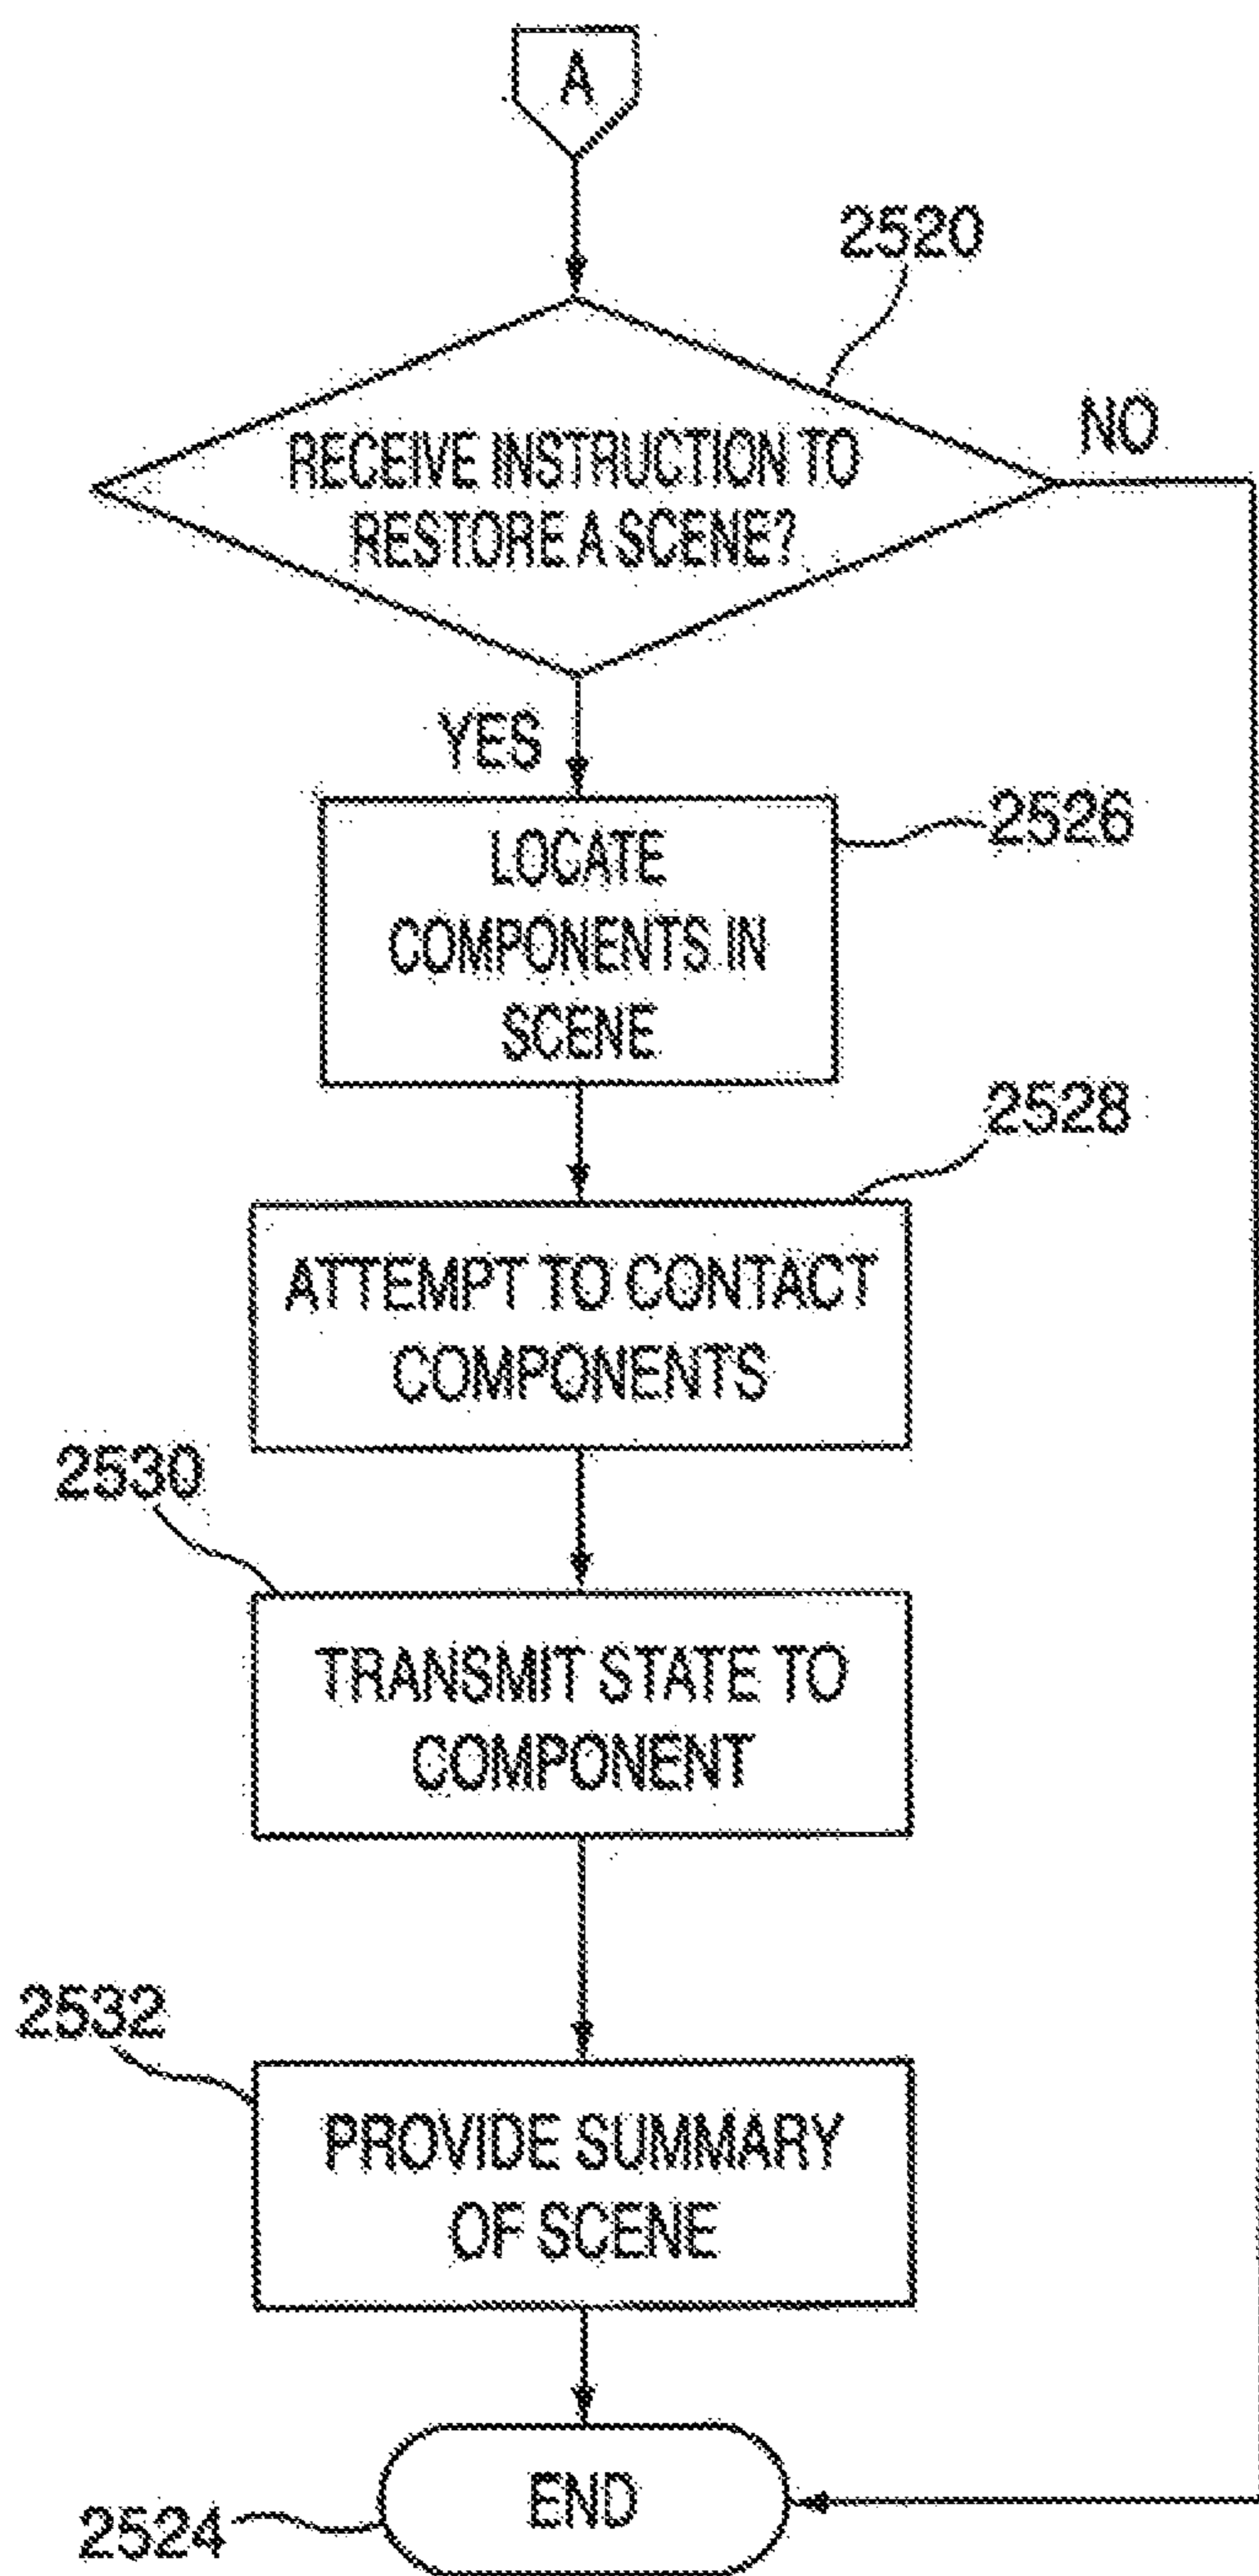 A
2520
RECEIVE INSTRUCTION TO
RESTORE A SCENE?
NO
YES
2526
LOCATE
COMPONENTS IN
SCENE
2528
ATTEMPT TO CONTACT
COMPONENTS
2530
TRANSMIT STATE TO
COMPONENT
2532
PROVIDE SUMMARY
OF SCENE
END
2524